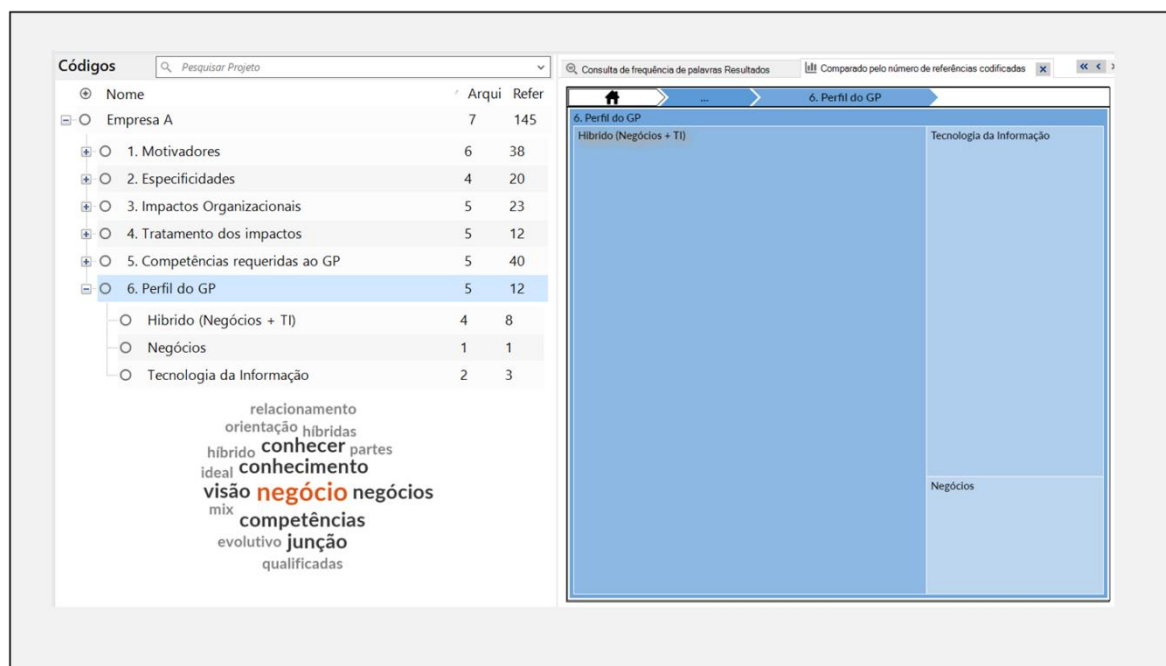 Códigos
Pesquisar Projeto
Nome Arqui Refer
Empresa A 7 145
1. Motivadores 6 38
2. Especificidades 4 20
3. Impactos Organizacionais 5 23
4. Tratamento dos impactos 5 12
5. Competências requeridas ao GP 5 40
6. Perfil do GP 5 12
Hibrido (Negócios + TI) 4 8
Negócios 1 1
Tecnologia da Informação 2 3
relacionamento
orientação híbridas
híbrido conhecer partes
ideal conhecimento
visão negócio negócios
mix
competências
evolutivo junção
qualificadas
Consulta de frequência de palavras Resultados
Comparado pelo número de referências codificadas
... 6. Perfil do GP
6. Perfil do GP
Hibrido (Negócios + TI)
Tecnologia da Informação
Negócios